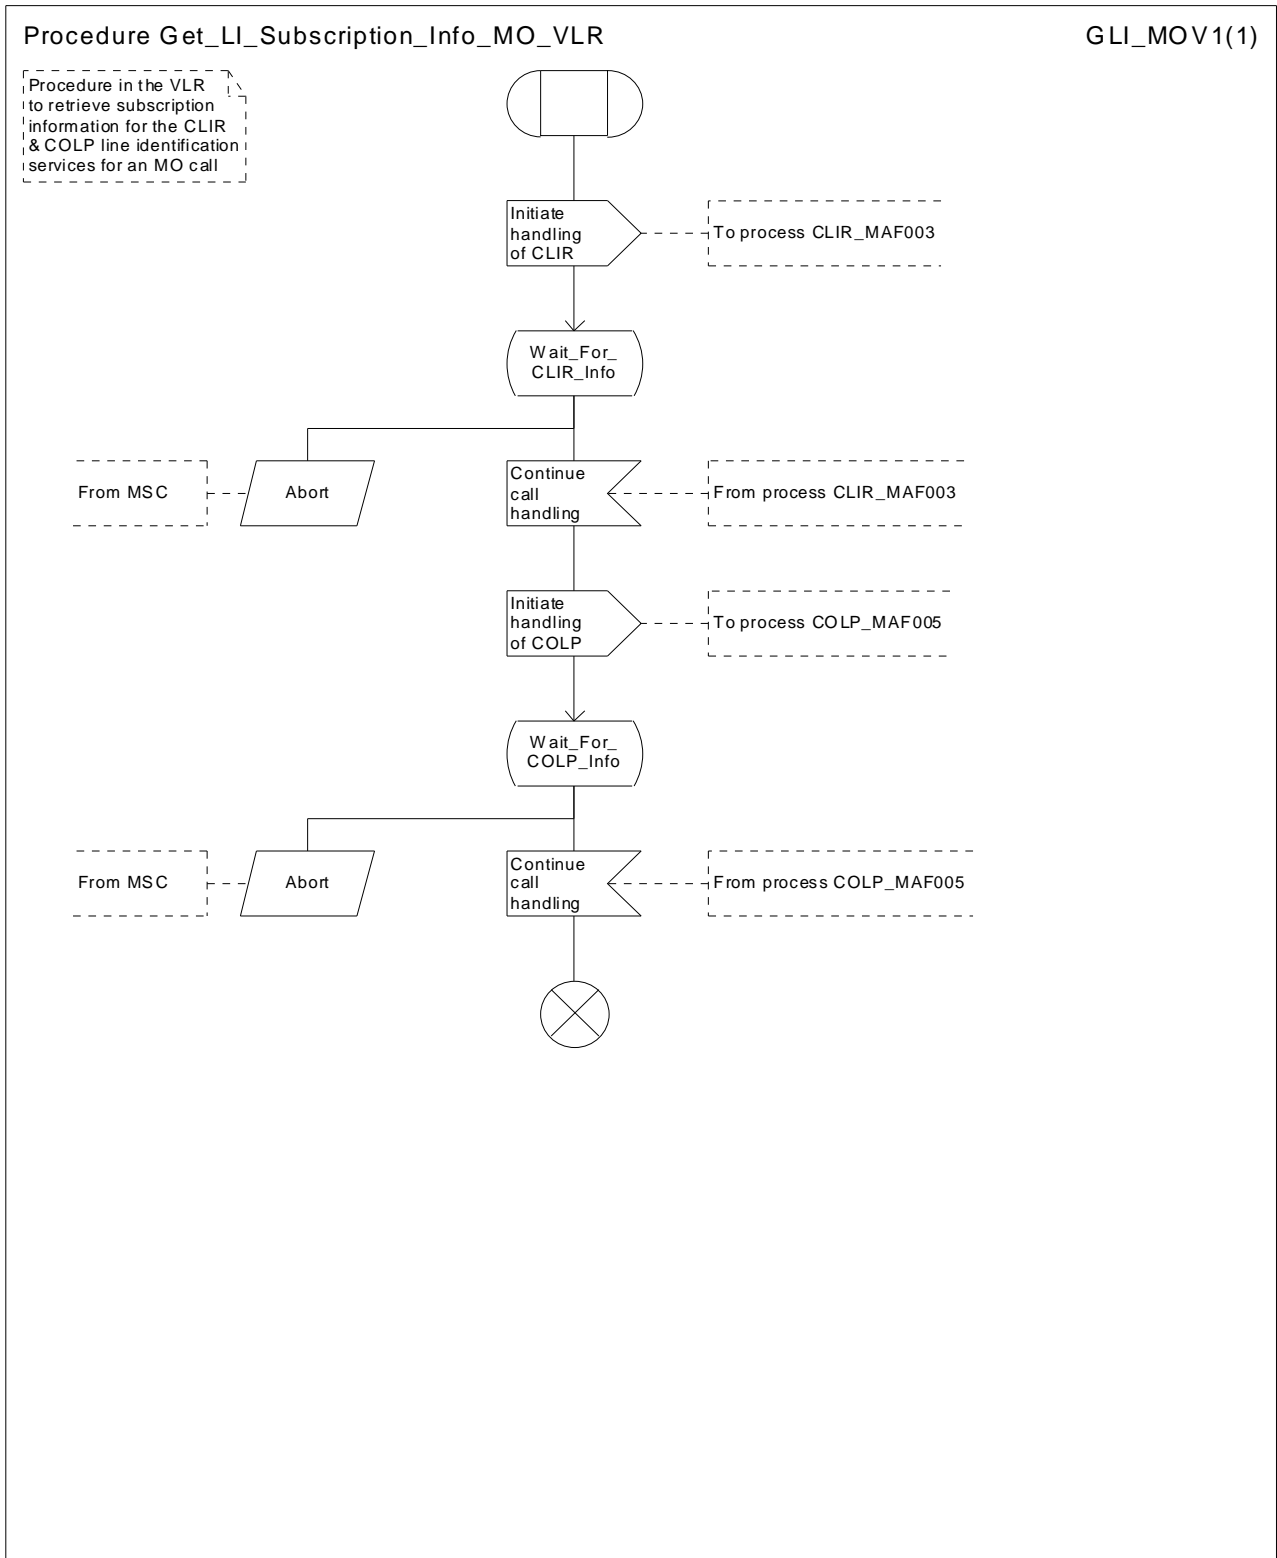 Procedure Get_LI_Subscription_Info_MO_VLR
GLI_MOV1(1)
Procedure in the VLR
to retrieve subscription
information for the CLIR
& COLP line identification
services for an MO call
Initiate
handling
of CLIR
To process CLIR_MAF003
Wait_For_
CLIR_Info
From MSC
Abort
Continue
call
handling
From process CLIR_MAF003
Initiate
handling
of COLP
To process COLP_MAF005
Wait_For_
COLP_Info
From MSC
Abort
Continue
call
handling
From process COLP_MAF005